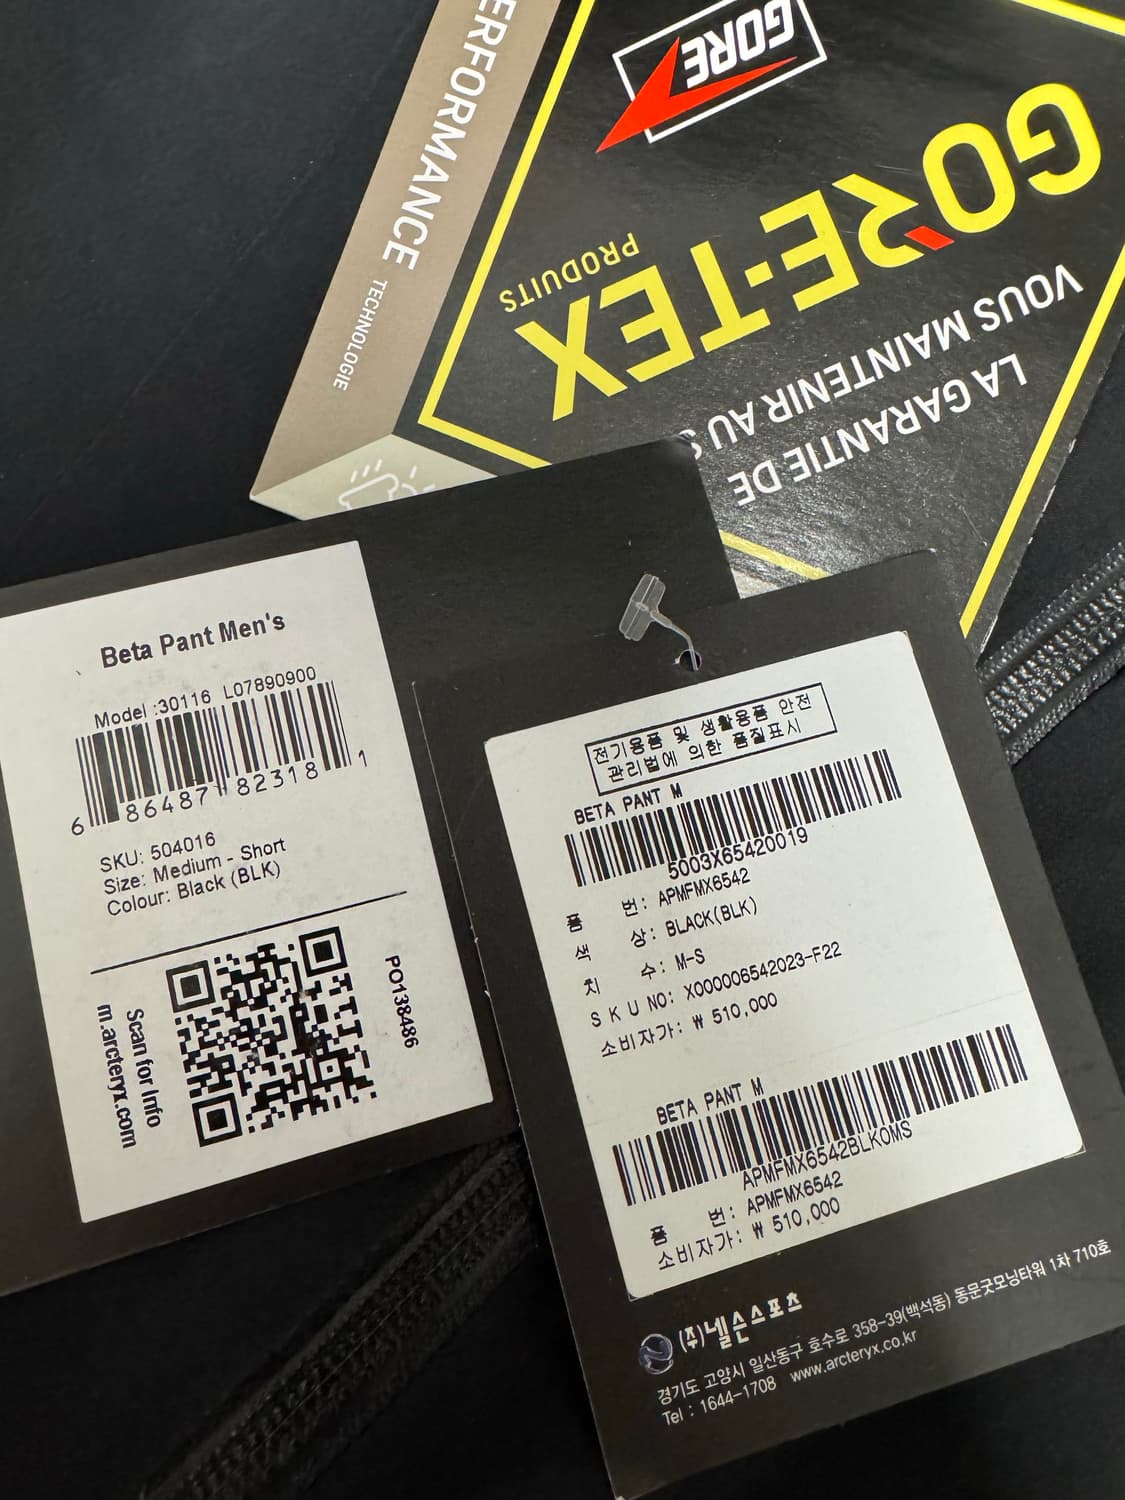 GORE
GORE-TEX
PRODUITS
LA GARANTIE DE
VOUS MAINTENIR AU S
ERFORMANCE TECHNOLOGIE
Beta Pant Men's
Model :30116 L07890900
6 86487 82318 1
SKU: 504016
Size: Medium - Short
Colour: Black (BLK)
Scan for Info
m.arcteryx.com
PO138486
전기용품 및 생활용품 안전
관리법에 의한 품질표시
BETA PANT M
5003X65420019
품 번: APMFMX6542
색 상: BLACK(BLK)
치 수: M-S
SKU NO: X000006542023-F22
소비자가: ₩ 510,000
BETA PANT M
APMFMX6542BLK0MS
품 번: APMFMX6542
소비자가: ₩ 510,000
(주)넬슨스포츠
경기도 고양시 일산동구 호수로 358-39(백석동) 동문굿모닝타워 1차 710호
Tel : 1644-1708 www.arcteryx.co.kr